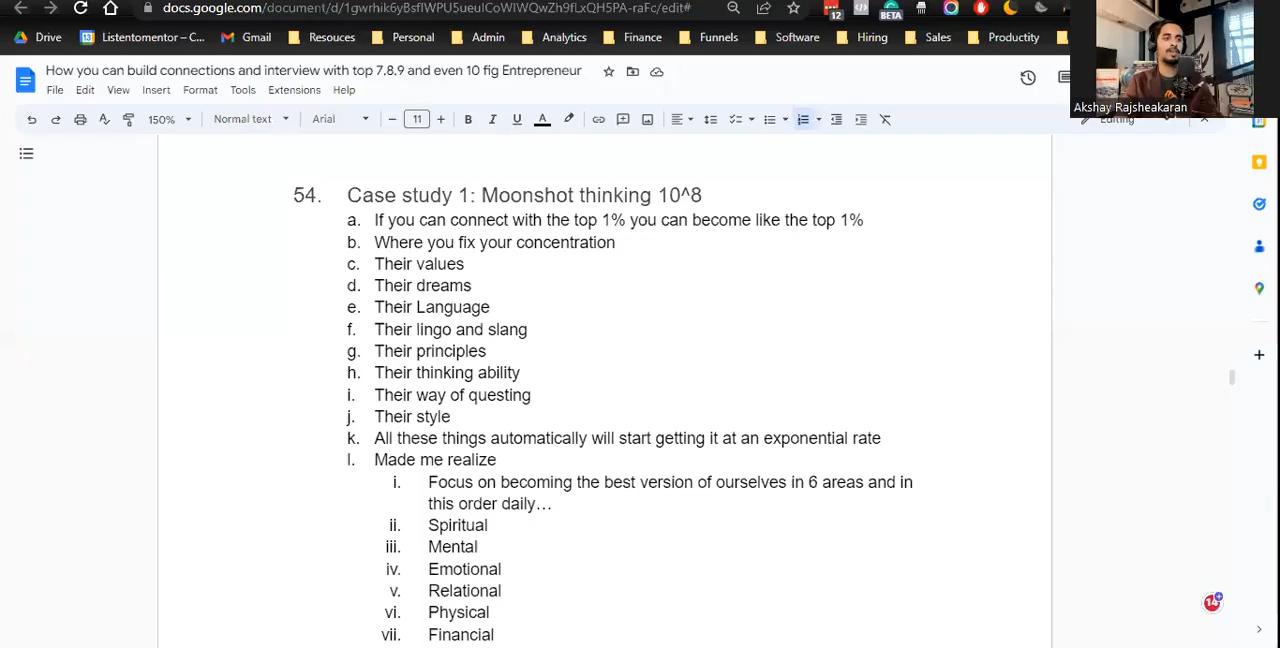 docs.google.com/document/d/1gwrhik6yBsflWPU5ueulCoWIWQwZh9fLxQH5PA-raFc/edit#
12
BETA
Drive Listentomentor – C... Gmail Resouces Personal Admin Analytics Finance Funnels Software Hiring Sales Productity
How you can build connections and interview with top 7.8.9 and even 10 fig Entrepreneur
File Edit View Insert Format Tools Extensions Help
Akshay Rajsheakaran
150% Normal text Arial 11 Editing
54. Case study 1: Moonshot thinking 10^8
a. If you can connect with the top 1% you can become like the top 1%
b. Where you fix your concentration
c. Their values
d. Their dreams
e. Their Language
f. Their lingo and slang
g. Their principles
h. Their thinking ability
i. Their way of questing
j. Their style
k. All these things automatically will start getting it at an exponential rate
l. Made me realize
i. Focus on becoming the best version of ourselves in 6 areas and in
this order daily…
ii. Spiritual
iii. Mental
iv. Emotional
v. Relational
vi. Physical
vii. Financial
14